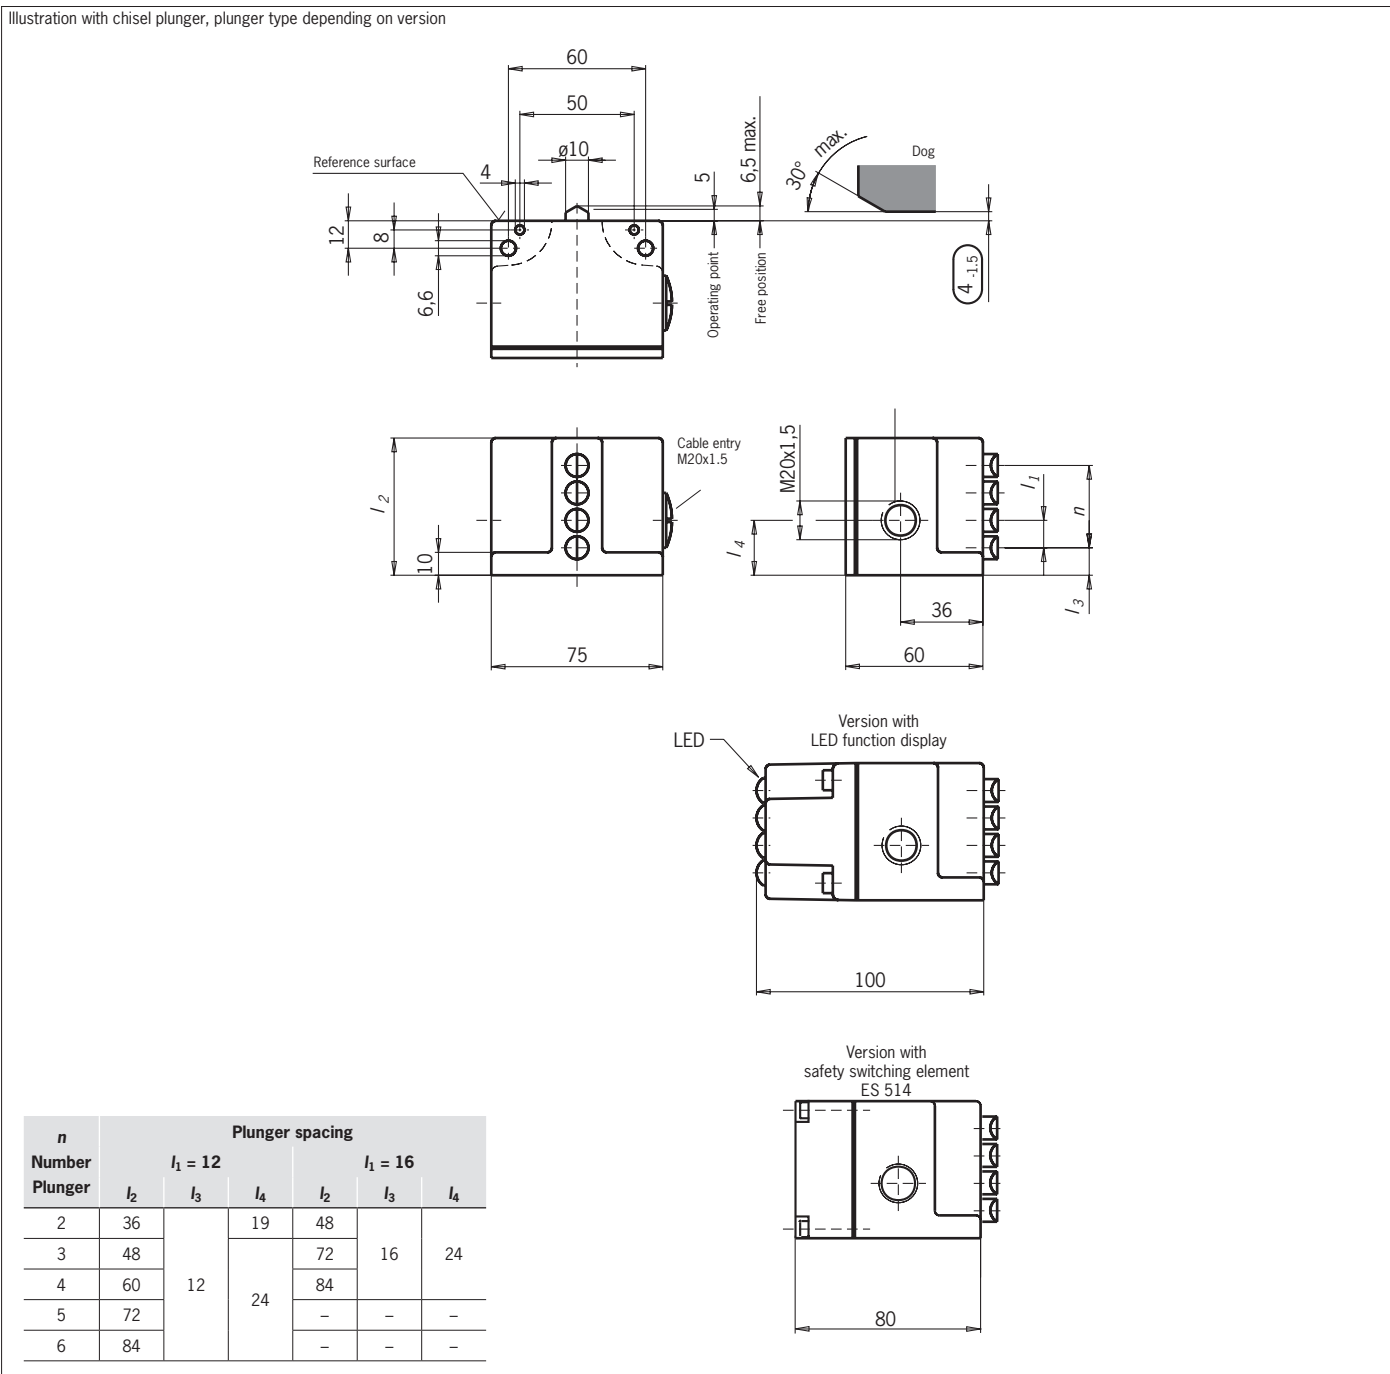 Illustration with chisel plunger, plunger type depending on version
60
50
ø10
4
Reference surface
12
8
6,6
5
6,5 max.
Operating point
Free position
30° max.
Dog
4 -1.5
l2
10
75
Cable entry
M20x1.5
M20x1,5
l4
l1
n
l3
36
60
Version with
LED function display
LED
100
Version with
safety switching element
ES 514
80
n
Number
Plunger
Plunger spacing
l1 = 12 l1 = 16
l2 l3 l4 l2 l3 l4
2 36 19 48
3 48 72 16 24
4 60 12 84
24
5 72 – – –
6 84 – – –